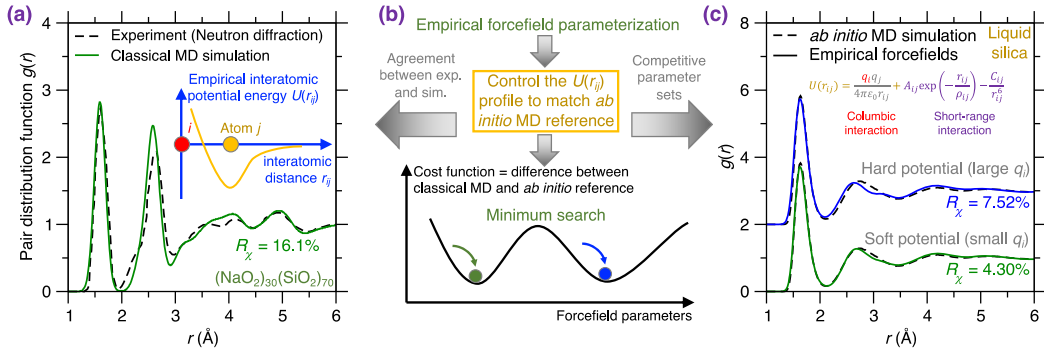 (a)
Pair distribution function g(r)
Experiment (Neutron diffraction)
Classical MD simulation
Empirical interatomic
potential energy U(rij)
i
Atom j
interatomic
distance rij
Rχ = 16.1%
(NaO2)30(SiO2)70
0
1
2
3
4
1
2
3
4
5
6
r (Å)
(b)
Empirical forcefield parameterization
Agreement
between exp.
and sim.
Control the U(rij)
profile to match ab
initio MD reference
Competitive
parameter
sets
Cost function = difference between
classical MD and ab initio reference
Minimum search
Forcefield parameters
(c)
g(r)
ab initio MD simulation
Empirical forcefields
Liquid
silica
U(rij) = qi qj / 4πε0rij + Aij exp(−rij/ρij) − Cij/rij^6
Columbic
interaction
Short-range
interaction
Hard potential (large qi)
Rχ = 7.52%
Soft potential (small qi)
Rχ = 4.30%
0
2
4
6
8
1
2
3
4
5
6
r (Å)